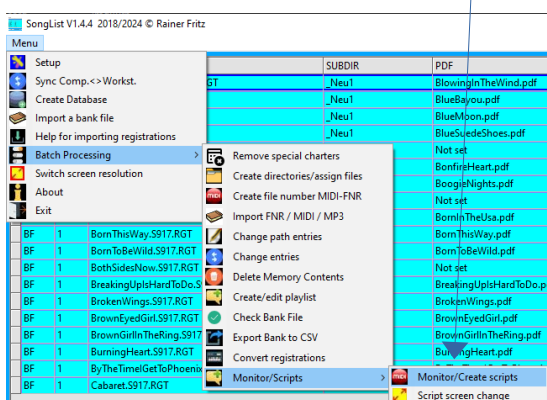 SongList V1.4.4 2018/2024 © Rainer Fritz
Menu
SUBDIR PDF
Setup
GT _Neu1 BlowingInTheWind.pdf
Sync Comp.<>Workst.
_Neu1 BlueBayou.pdf
Create Database
_Neu1 BlueMoon.pdf
Import a bank file
_Neu1 BlueSuedeShoes.pdf
Help for importing registrations
Not set
Batch Processing
Remove special charters
BonfireHeart.pdf
Switch screen resolution
Create directories/assign files
BoogieNights.pdf
About
Create file number MIDI-FNR
Not set
Exit
Import FNR / MIDI / MP3
BornInTheUsa.pdf
BF 1 BornThisWay.S917.RGT
Change path entries
BornThisWay.pdf
BF 1 BornToBeWild.S917.RGT
Change entries
BornToBeWild.pdf
BF 1 BothSidesNow.S917.RGT
Delete Memory Contents
Not set
BF 1 BreakingUpIsHardToDo.S
Create/edit playlist
BreakingUpIsHardToDo.p
BF 1 BrokenWings.S917.RGT
Check Bank File
BrokenWings.pdf
BF 1 BrownEyedGirl.S917.RGT
Export Bank to CSV
BrownEyedGirl.pdf
BF 1 BrownGirlInTheRing.S917
Convert registrations
BrownGirlInTheRing.pdf
BF 1 BurningHeart.S917.RGT
BurningHeart.pdf
BF 1 ByTheTimeIGetToPhoenix
Monitor/Scripts
Monitor/Create scripts
BF 1 Cabaret.S917.RGT
Script screen change